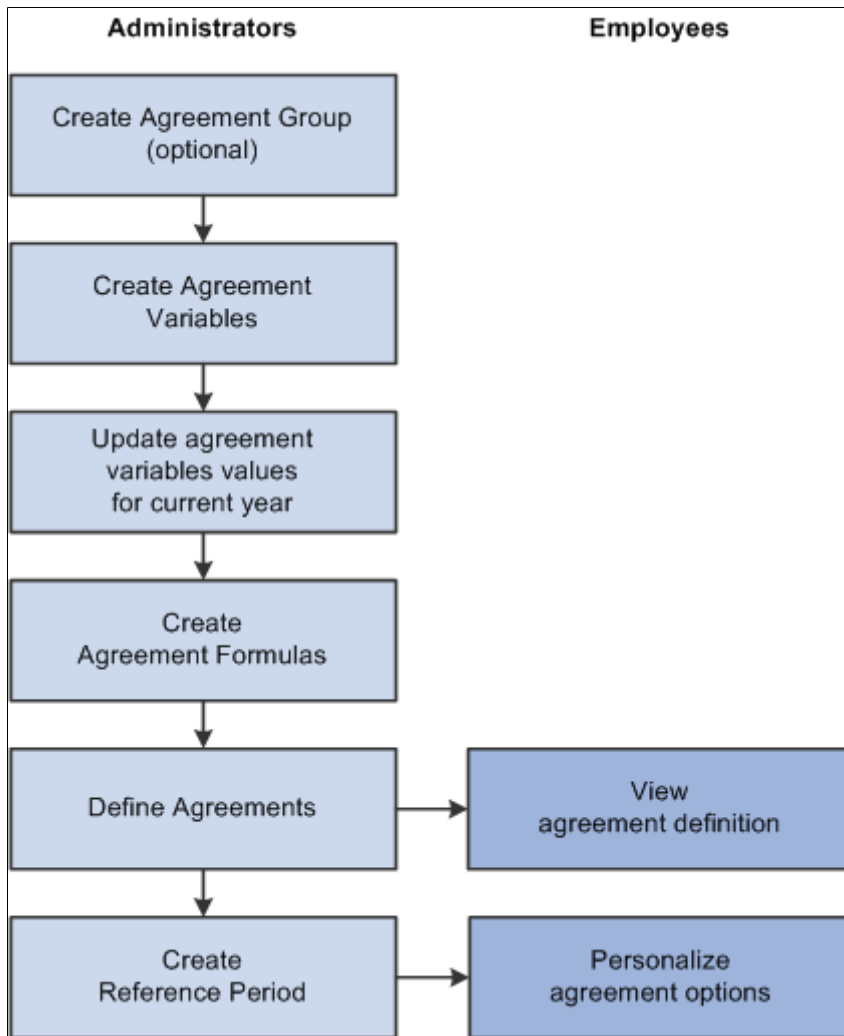 Administrators
Employees
Create Agreement Group
(optional)
Create Agreement
Variables
Update agreement
variables values
for current year
Create
Agreement Formulas
Define Agreements
View
agreement definition
Create
Reference Period
Personalize
agreement options